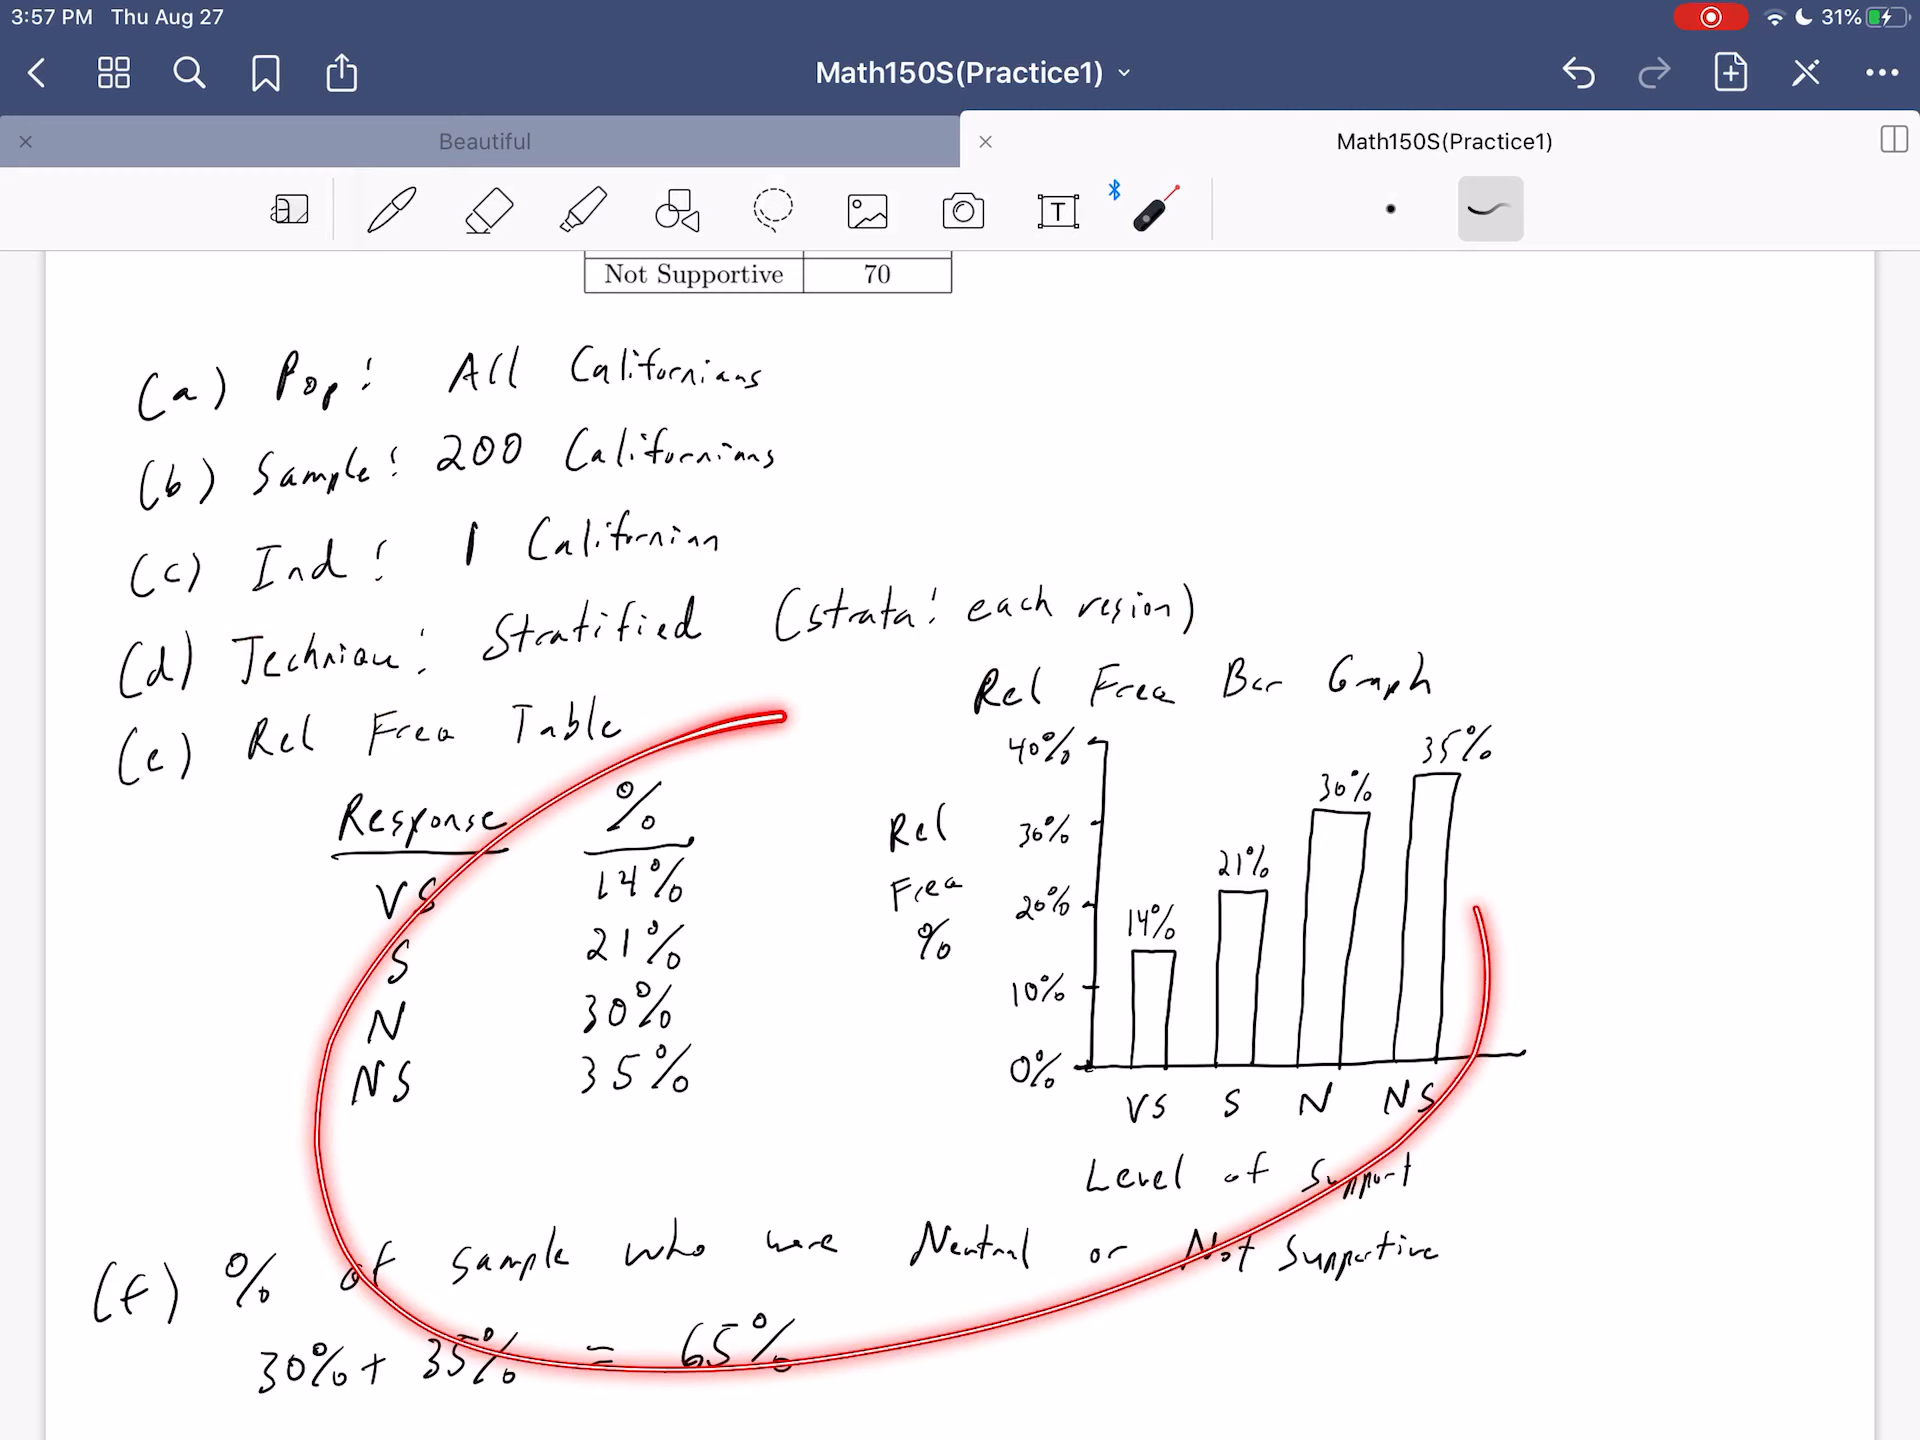 3:57 PM Thu Aug 27
31%
Math150S(Practice1)
Beautiful
Math150S(Practice1)
Not Supportive 70
(a) Pop: All Californians
(b) Sample: 200 Californians
(c) Ind: 1 Californian
(d) Technique: Stratified (strata: each region)
(e) Rel Freq Table
Response %
VS 14%
S 21%
N 30%
NS 35%
Rel Freq Bar Graph
Rel
Freq
%
40%
30%
20%
10%
0%
14%
21%
30%
35%
VS S N NS
Level of Support
(f) % of sample who were Neutral or Not Supportive
30% + 35% = 65%